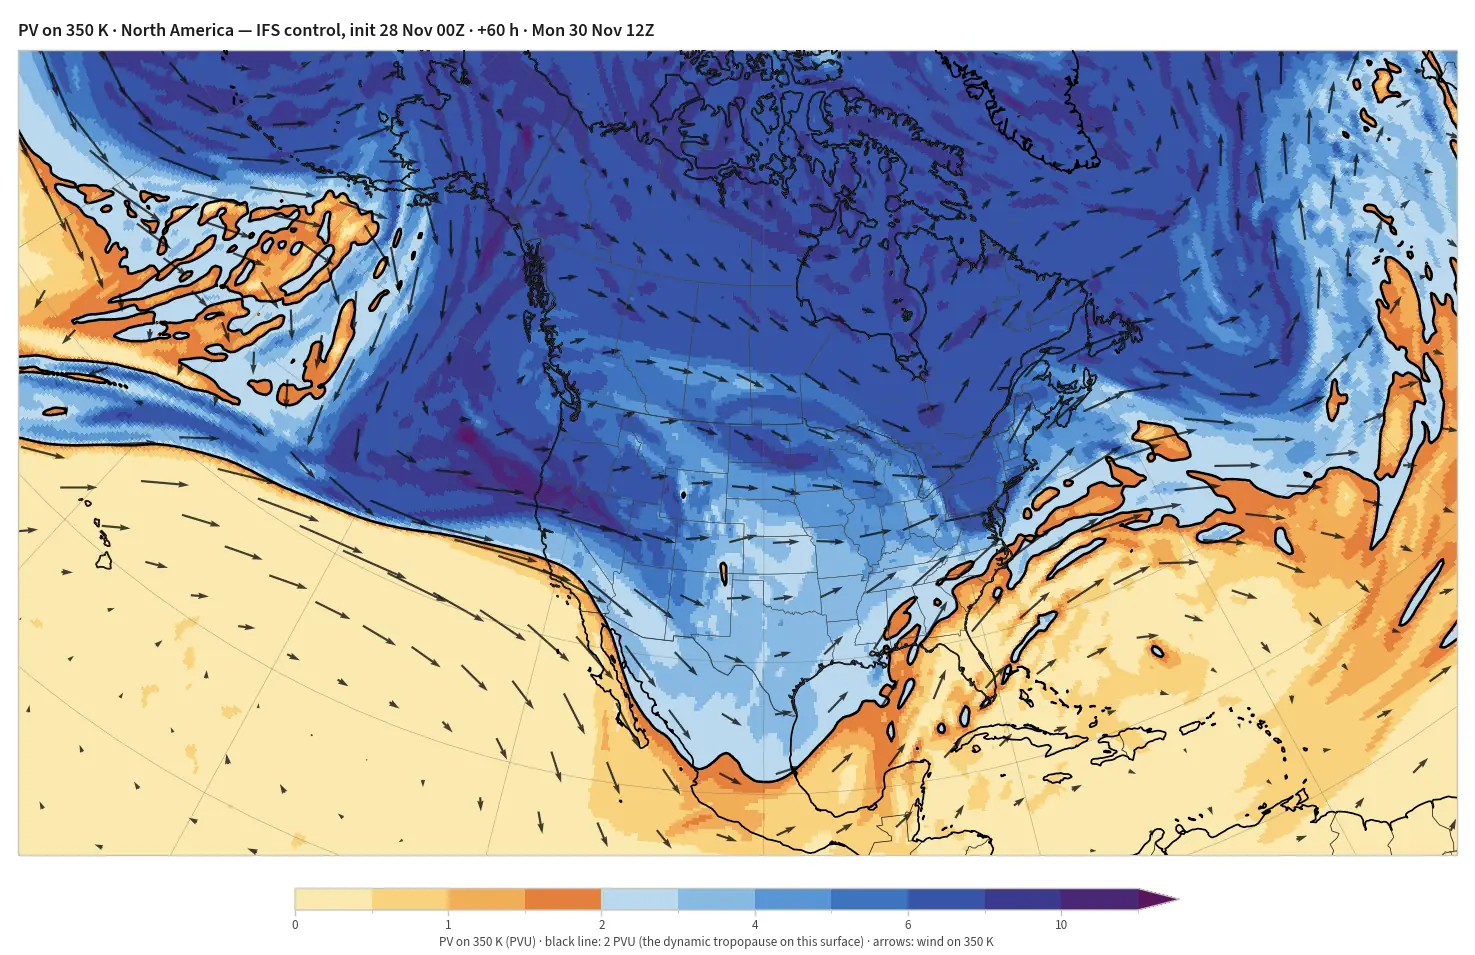 PV on 350 K · North America — IFS control, init 28 Nov 00Z · +60 h · Mon 30 Nov 12Z
0 1 2 4 6 10
PV on 350 K (PVU) · black line: 2 PVU (the dynamic tropopause on this surface) · arrows: wind on 350 K